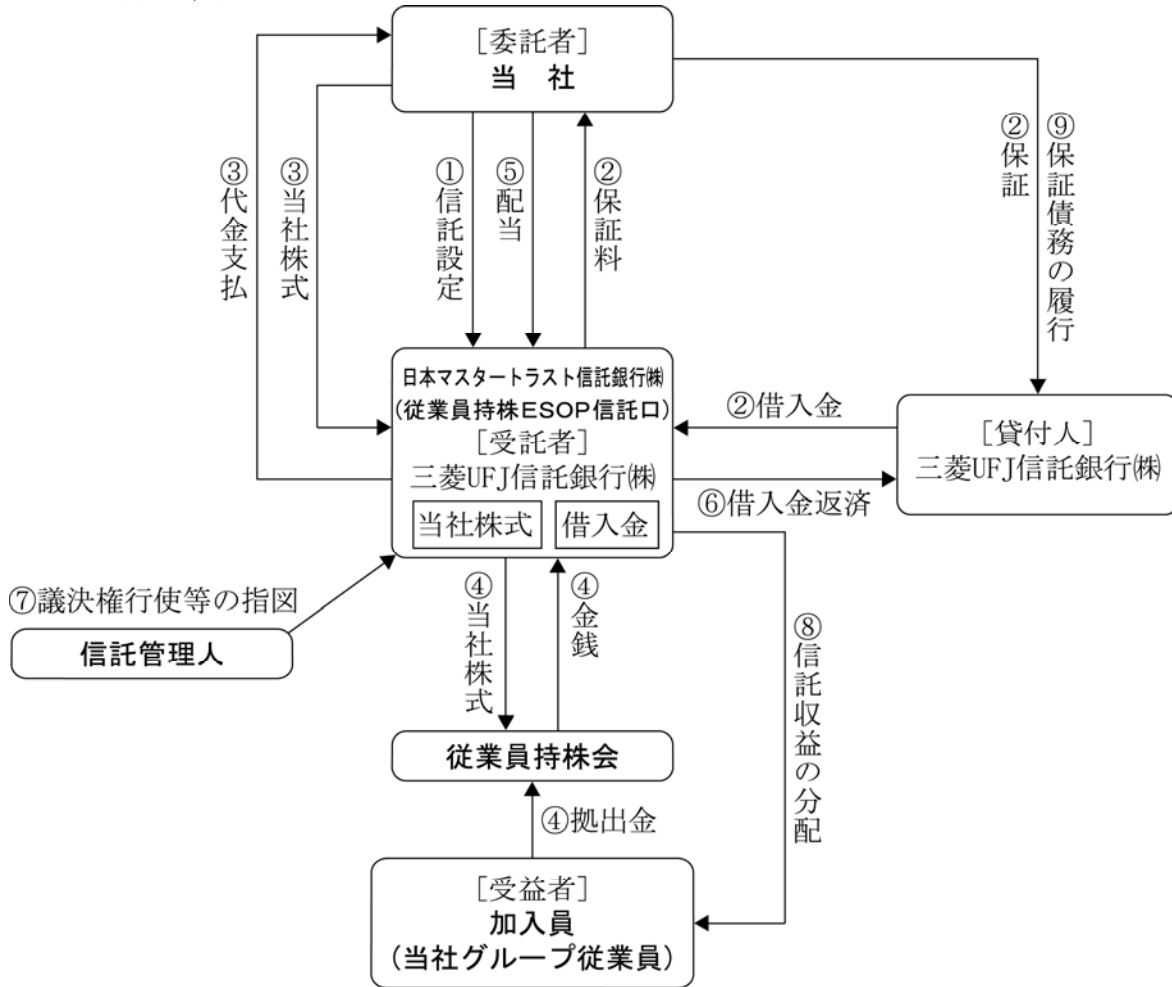 [委託者]
当　社
③代金支払
③当社株式
①信託設定
⑤配当
②保証料
②保証
⑨保証債務の履行
日本マスタートラスト信託銀行㈱
(従業員持株ESOP信託口)
[受託者]
三菱UFJ信託銀行㈱
当社株式
借入金
②借入金
⑥借入金返済
[貸付人]
三菱UFJ信託銀行㈱
⑦議決権行使等の指図
信託管理人
④当社株式
④金銭
⑧信託収益の分配
従業員持株会
④拠出金
[受益者]
加入員
(当社グループ従業員)